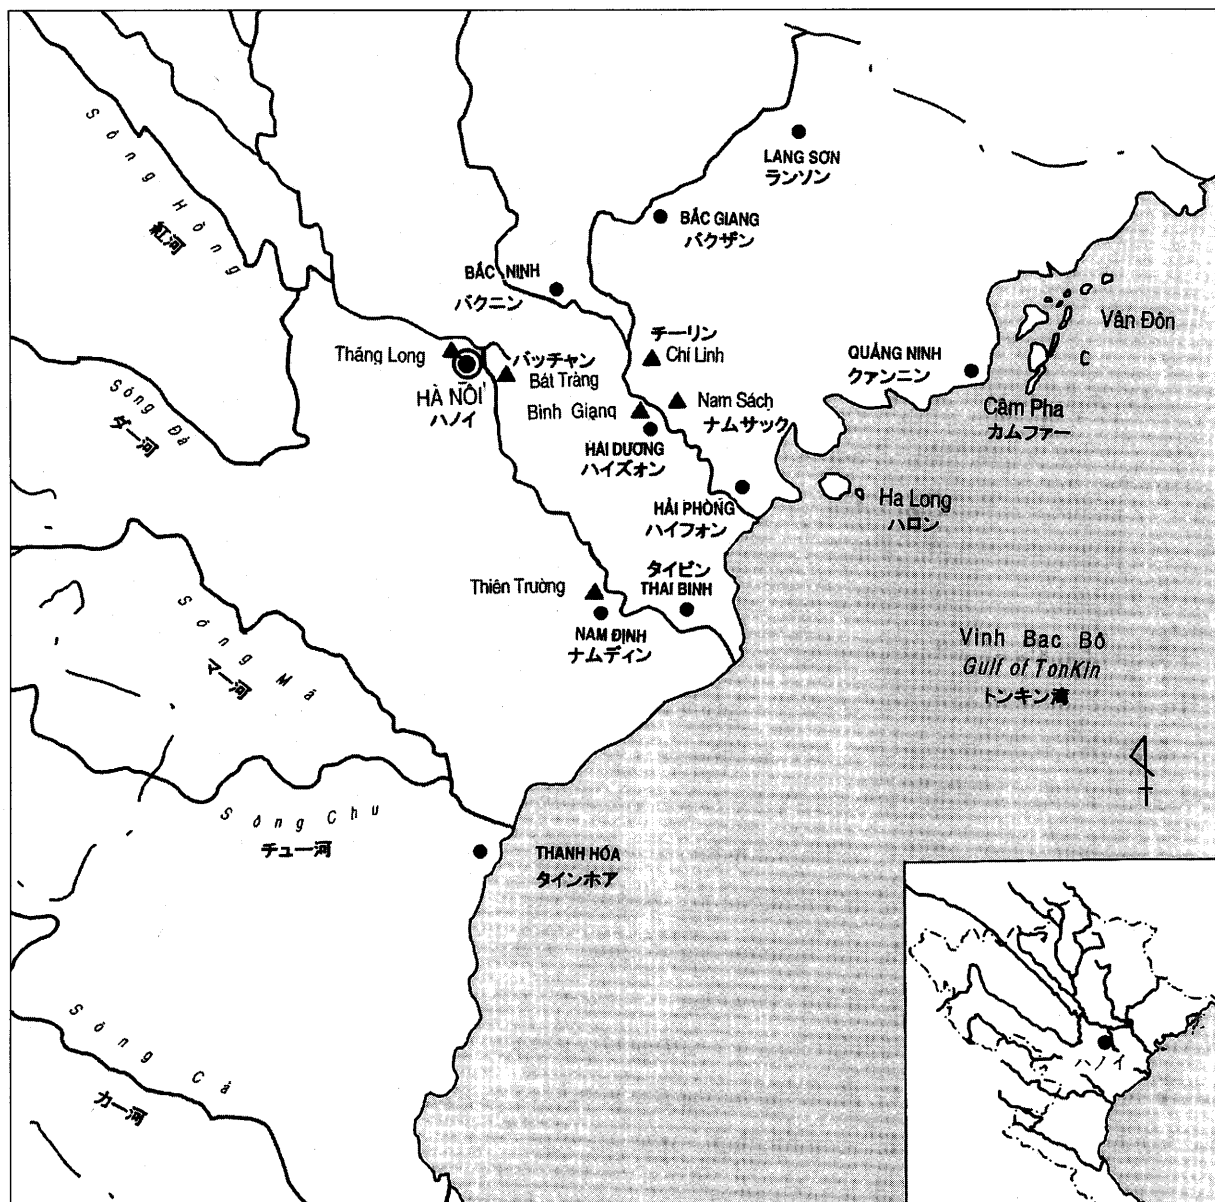 Sông Hồng
紅河
LANG SƠN
ランソン
BẮC GIANG
バクザン
BẮC NINH
バクニン
Vân Đồn
チーリン
Chí Linh
Thăng Long
バッチャン
Bát Tràng
HÀ NỘI
ハノイ
QUẢNG NINH
クァンニン
Sông Đà
ダー河
Bình Giang
Nam Sách
ナムサック
Câm Pha
カムファー
HẢI DƯƠNG
ハイズォン
HẢI PHÒNG
ハイフォン
Ha Long
ハロン
Thiên Trường
タイビン
THAI BINH
NAM ĐỊNH
ナムディン
Sông Mã
マー河
Vinh Bac Bô
Gulf of TonKin
トンキン湾
Sông Chu
チュー河
THANH HÓA
タインホア
Sông Cả
カー河
ハノイ